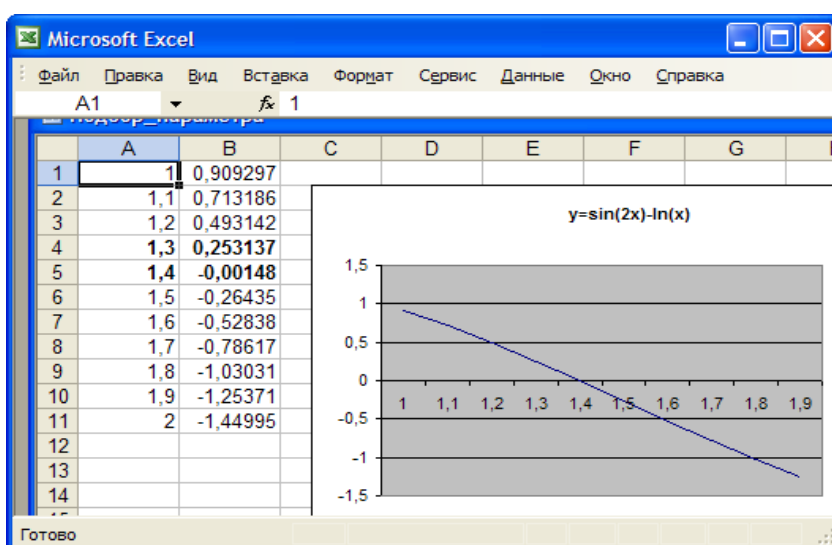 Microsoft Excel
Файл Правка Вид Вставка Формат Сервис Данные Окно Справка
A1 fx 1
A B C D E F G
1 1 0,909297
2 1,1 0,713186
3 1,2 0,493142
4 1,3 0,253137
5 1,4 -0,00148
6 1,5 -0,26435
7 1,6 -0,52838
8 1,7 -0,78617
9 1,8 -1,03031
10 1,9 -1,25371
11 2 -1,44995
12
13
14
y=sin(2x)-ln(x)
1,5
1
0,5
0
-0,5
-1
-1,5
1 1,1 1,2 1,3 1,4 1,5 1,6 1,7 1,8 1,9
Готово